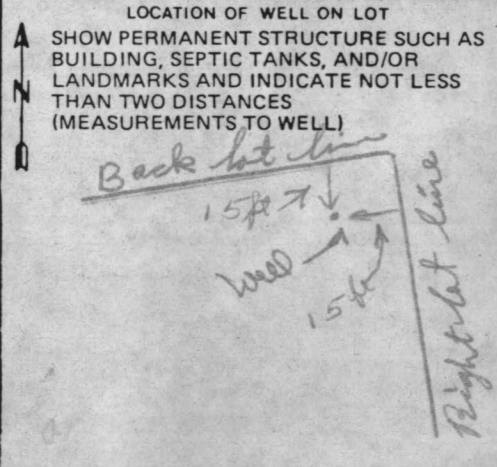 LOCATION OF WELL ON LOT
SHOW PERMANENT STRUCTURE SUCH AS
BUILDING, SEPTIC TANKS, AND/OR
LANDMARKS AND INDICATE NOT LESS
THAN TWO DISTANCES
(MEASUREMENTS TO WELL)
N
Back lot line
15ft
Well
15ft
Right lot line